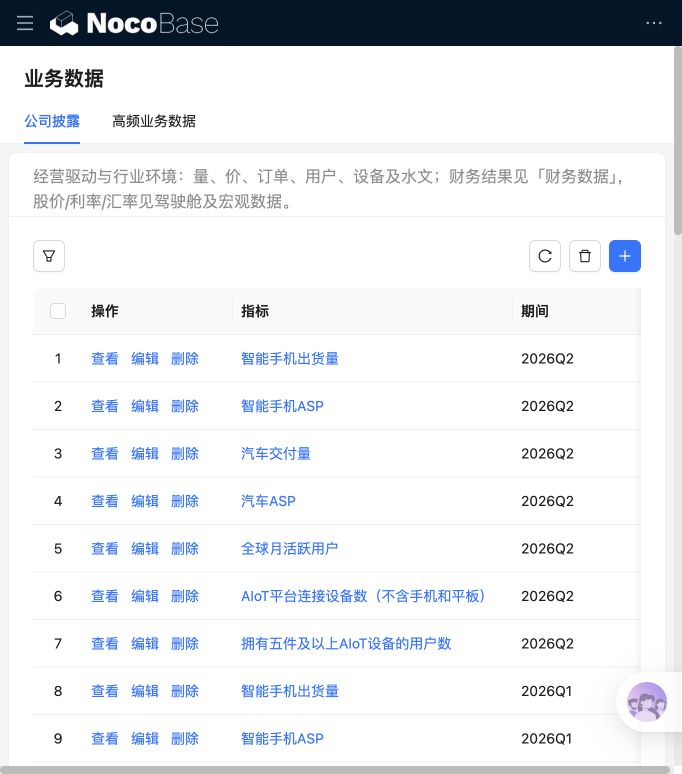 NocoBase
业务数据
公司披露 高频业务数据
经营驱动与行业环境：量、价、订单、用户、设备及水文；财务结果见「财务数据」，
股价/利率/汇率见驾驶舱及宏观数据。
操作 指标 期间
1 查看 编辑 删除 智能手机出货量 2026Q2
2 查看 编辑 删除 智能手机ASP 2026Q2
3 查看 编辑 删除 汽车交付量 2026Q2
4 查看 编辑 删除 汽车ASP 2026Q2
5 查看 编辑 删除 全球月活跃用户 2026Q2
6 查看 编辑 删除 AIoT平台连接设备数（不含手机和平板） 2026Q2
7 查看 编辑 删除 拥有五件及以上AIoT设备的用户数 2026Q2
8 查看 编辑 删除 智能手机出货量 2026Q1
9 查看 编辑 删除 智能手机ASP 2026Q1